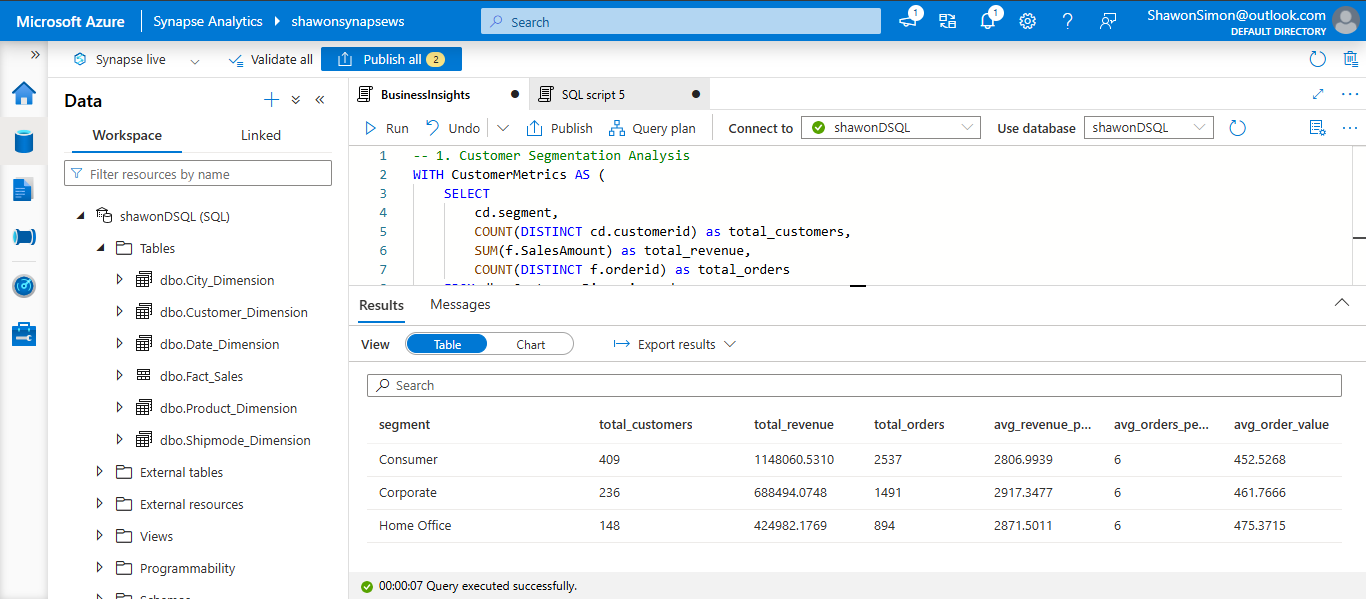 Microsoft Azure Synapse Analytics shawonsynapsews Search 1 1 ShawonSimon@outlook.com
DEFAULT DIRECTORY
Synapse live Validate all Publish all 2
Data
Workspace Linked
Filter resources by name
shawonDSQL (SQL)
Tables
dbo.City_Dimension
dbo.Customer_Dimension
dbo.Date_Dimension
dbo.Fact_Sales
dbo.Product_Dimension
dbo.Shipmode_Dimension
External tables
External resources
Views
Programmability
BusinessInsights SQL script 5
Run Undo Publish Query plan Connect to shawonDSQL Use database shawonDSQL
1 -- 1. Customer Segmentation Analysis
2 WITH CustomerMetrics AS (
3 SELECT
4 cd.segment,
5 COUNT(DISTINCT cd.customerid) as total_customers,
6 SUM(f.SalesAmount) as total_revenue,
7 COUNT(DISTINCT f.orderid) as total_orders
Results Messages
View Table Chart Export results
Search
segment total_customers total_revenue total_orders avg_revenue_p... avg_orders_pe... avg_order_value
Consumer 409 1148060.5310 2537 2806.9939 6 452.5268
Corporate 236 688494.0748 1491 2917.3477 6 461.7666
Home Office 148 424982.1769 894 2871.5011 6 475.3715
00:00:07 Query executed successfully.